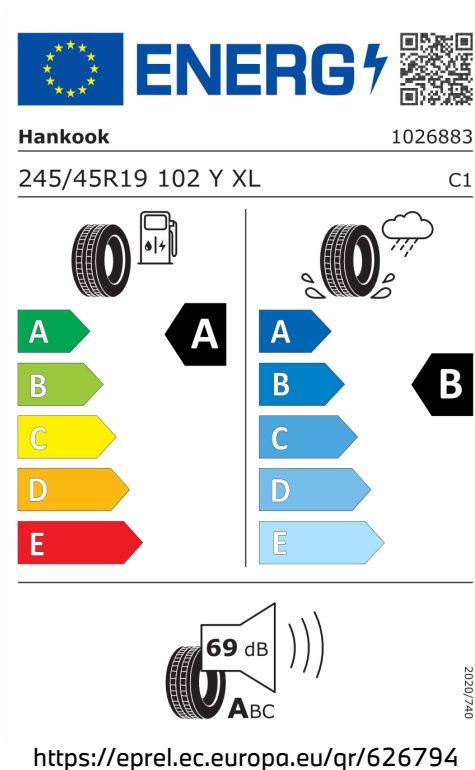 ENERG
Hankook 1026883
245/45R19 102 Y XL C1
A A A
B B B
C C
D D
E E
69 dB
ABC
2020/740
https://eprel.ec.europa.eu/qr/626794